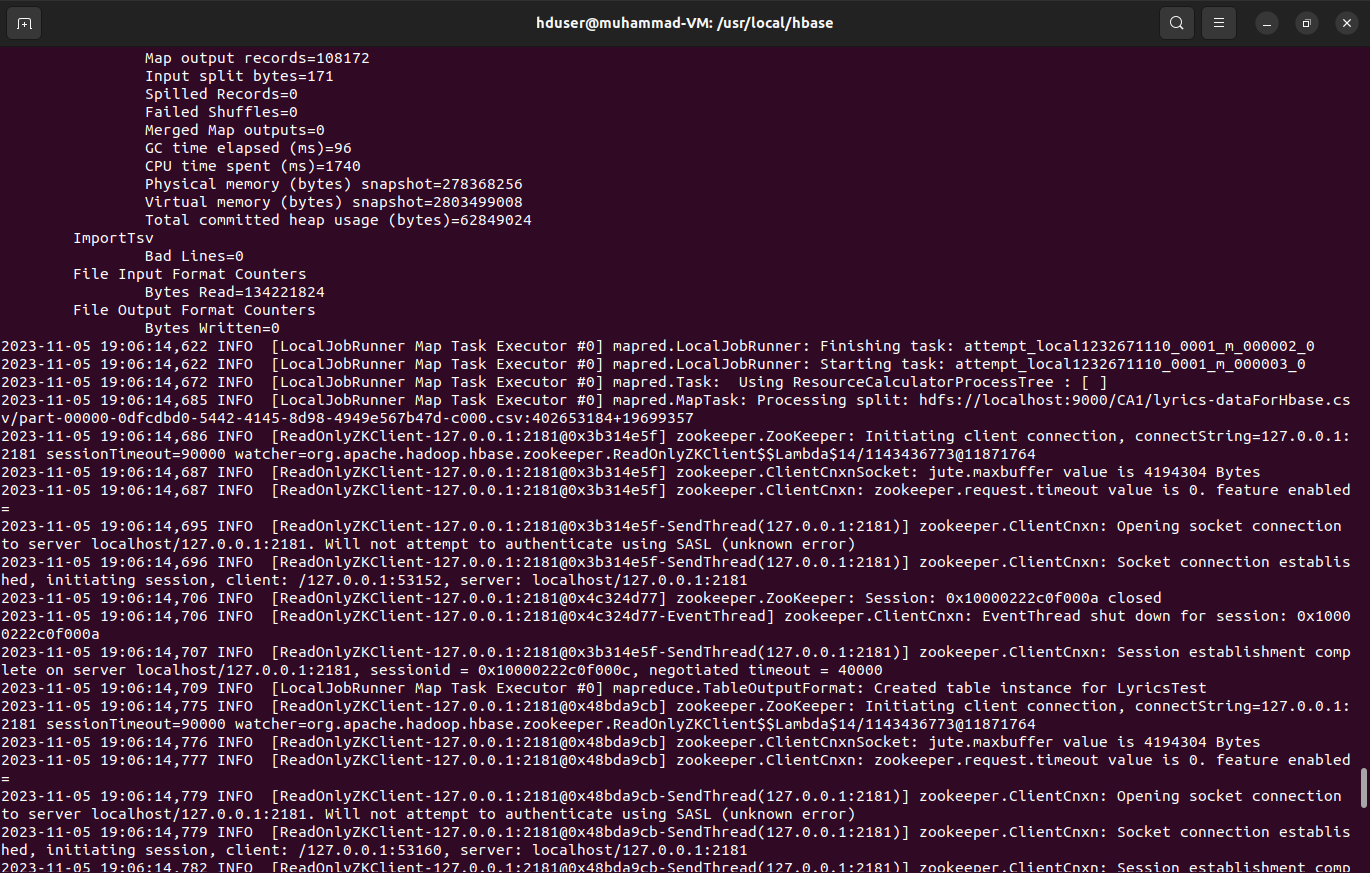 hduser@muhammad-VM: /usr/local/hbase
Map output records=108172
Input split bytes=171
Spilled Records=0
Failed Shuffles=0
Merged Map outputs=0
GC time elapsed (ms)=96
CPU time spent (ms)=1740
Physical memory (bytes) snapshot=278368256
Virtual memory (bytes) snapshot=2803499008
Total committed heap usage (bytes)=62849024
ImportTsv
Bad Lines=0
File Input Format Counters
Bytes Read=134221824
File Output Format Counters
Bytes Written=0
2023-11-05 19:06:14,622 INFO  [LocalJobRunner Map Task Executor #0] mapred.LocalJobRunner: Finishing task: attempt_local1232671110_0001_m_000002_0
2023-11-05 19:06:14,622 INFO  [LocalJobRunner Map Task Executor #0] mapred.LocalJobRunner: Starting task: attempt_local1232671110_0001_m_000003_0
2023-11-05 19:06:14,672 INFO  [LocalJobRunner Map Task Executor #0] mapred.Task:  Using ResourceCalculatorProcessTree : [ ]
2023-11-05 19:06:14,685 INFO  [LocalJobRunner Map Task Executor #0] mapred.MapTask: Processing split: hdfs://localhost:9000/CA1/lyrics-dataForHbase.cs
v/part-00000-0dfcdbd0-5442-4145-8d98-4949e567b47d-c000.csv:402653184+19699357
2023-11-05 19:06:14,686 INFO  [ReadOnlyZKClient-127.0.0.1:2181@0x3b314e5f] zookeeper.ZooKeeper: Initiating client connection, connectString=127.0.0.1:
2181 sessionTimeout=90000 watcher=org.apache.hadoop.hbase.zookeeper.ReadOnlyZKClient$$Lambda$14/1143436773@11871764
2023-11-05 19:06:14,687 INFO  [ReadOnlyZKClient-127.0.0.1:2181@0x3b314e5f] zookeeper.ClientCnxnSocket: jute.maxbuffer value is 4194304 Bytes
2023-11-05 19:06:14,687 INFO  [ReadOnlyZKClient-127.0.0.1:2181@0x3b314e5f] zookeeper.ClientCnxn: zookeeper.request.timeout value is 0. feature enabled
=
2023-11-05 19:06:14,695 INFO  [ReadOnlyZKClient-127.0.0.1:2181@0x3b314e5f-SendThread(127.0.0.1:2181)] zookeeper.ClientCnxn: Opening socket connection
to server localhost/127.0.0.1:2181. Will not attempt to authenticate using SASL (unknown error)
2023-11-05 19:06:14,696 INFO  [ReadOnlyZKClient-127.0.0.1:2181@0x3b314e5f-SendThread(127.0.0.1:2181)] zookeeper.ClientCnxn: Socket connection establis
hed, initiating session, client: /127.0.0.1:53152, server: localhost/127.0.0.1:2181
2023-11-05 19:06:14,706 INFO  [ReadOnlyZKClient-127.0.0.1:2181@0x4c324d77] zookeeper.ZooKeeper: Session: 0x10000222c0f000a closed
2023-11-05 19:06:14,706 INFO  [ReadOnlyZKClient-127.0.0.1:2181@0x4c324d77-EventThread] zookeeper.ClientCnxn: EventThread shut down for session: 0x1000
0222c0f000a
2023-11-05 19:06:14,707 INFO  [ReadOnlyZKClient-127.0.0.1:2181@0x3b314e5f-SendThread(127.0.0.1:2181)] zookeeper.ClientCnxn: Session establishment comp
lete on server localhost/127.0.0.1:2181, sessionid = 0x10000222c0f000c, negotiated timeout = 40000
2023-11-05 19:06:14,709 INFO  [LocalJobRunner Map Task Executor #0] mapreduce.TableOutputFormat: Created table instance for LyricsTest
2023-11-05 19:06:14,775 INFO  [ReadOnlyZKClient-127.0.0.1:2181@0x48bda9cb] zookeeper.ZooKeeper: Initiating client connection, connectString=127.0.0.1:
2181 sessionTimeout=90000 watcher=org.apache.hadoop.hbase.zookeeper.ReadOnlyZKClient$$Lambda$14/1143436773@11871764
2023-11-05 19:06:14,776 INFO  [ReadOnlyZKClient-127.0.0.1:2181@0x48bda9cb] zookeeper.ClientCnxnSocket: jute.maxbuffer value is 4194304 Bytes
2023-11-05 19:06:14,777 INFO  [ReadOnlyZKClient-127.0.0.1:2181@0x48bda9cb] zookeeper.ClientCnxn: zookeeper.request.timeout value is 0. feature enabled
=
2023-11-05 19:06:14,779 INFO  [ReadOnlyZKClient-127.0.0.1:2181@0x48bda9cb-SendThread(127.0.0.1:2181)] zookeeper.ClientCnxn: Opening socket connection
to server localhost/127.0.0.1:2181. Will not attempt to authenticate using SASL (unknown error)
2023-11-05 19:06:14,779 INFO  [ReadOnlyZKClient-127.0.0.1:2181@0x48bda9cb-SendThread(127.0.0.1:2181)] zookeeper.ClientCnxn: Socket connection establis
hed, initiating session, client: /127.0.0.1:53160, server: localhost/127.0.0.1:2181
2023-11-05 19:06:14,782 INFO  [ReadOnlyZKClient-127.0.0.1:2181@0x48bda9cb-SendThread(127.0.0.1:2181)] zookeeper.ClientCnxn: Session establishment comp